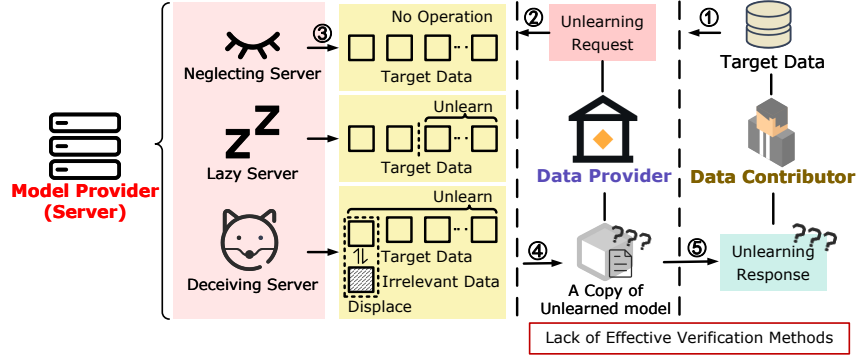 Model Provider
(Server)
Neglecting Server
ZZ
Lazy Server
Deceiving Server
③
No Operation
Target Data
Unlearn
Target Data
Unlearn
Target Data
Irrelevant Data
Displace
②
Unlearning
Request
Data Provider
④
???
A Copy of
Unlearned model
①
Target Data
Data Contributor
⑤
???
Unlearning
Response
Lack of Effective Verification Methods